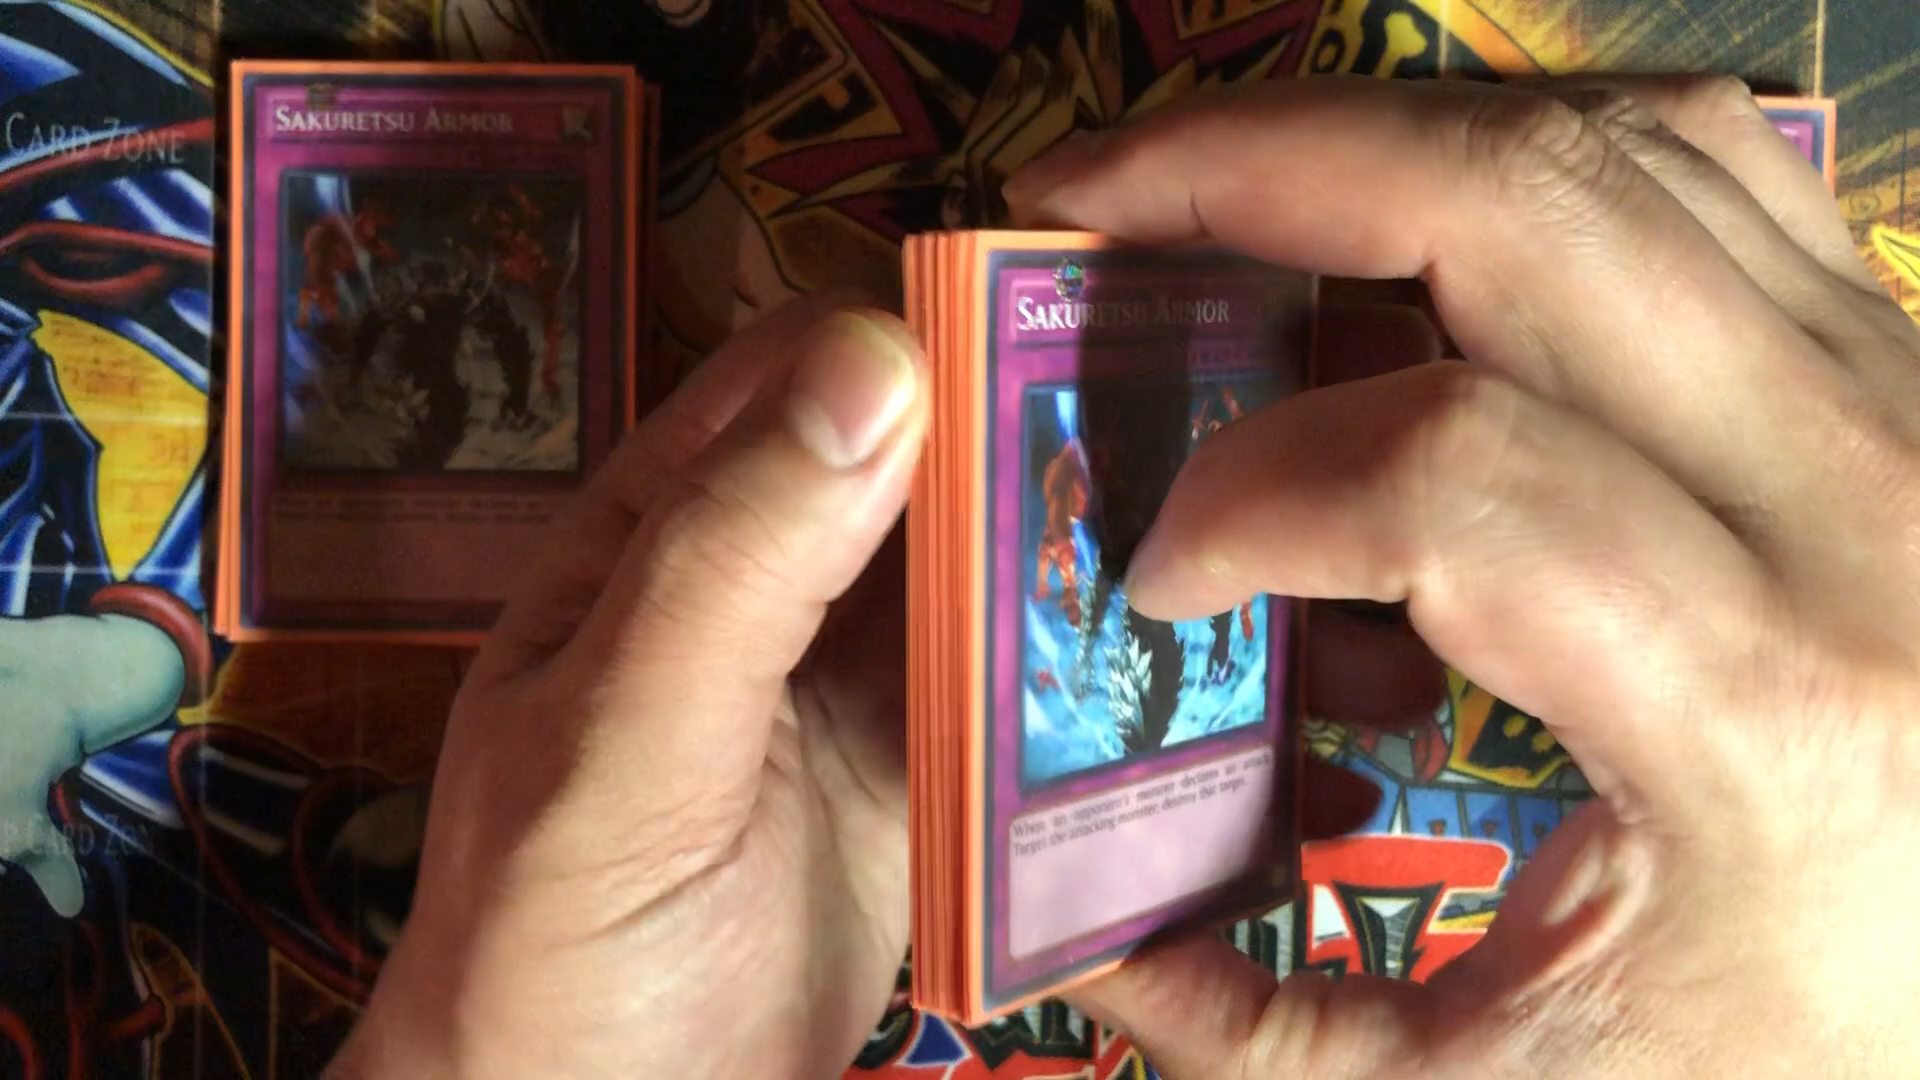 CARD ZONE
SAKURETSU ARMOR
SAKURETSU ARMOR
When an opponent's monster declares an attack:
Target the attacking monster; destroy that target.
CARD ZON